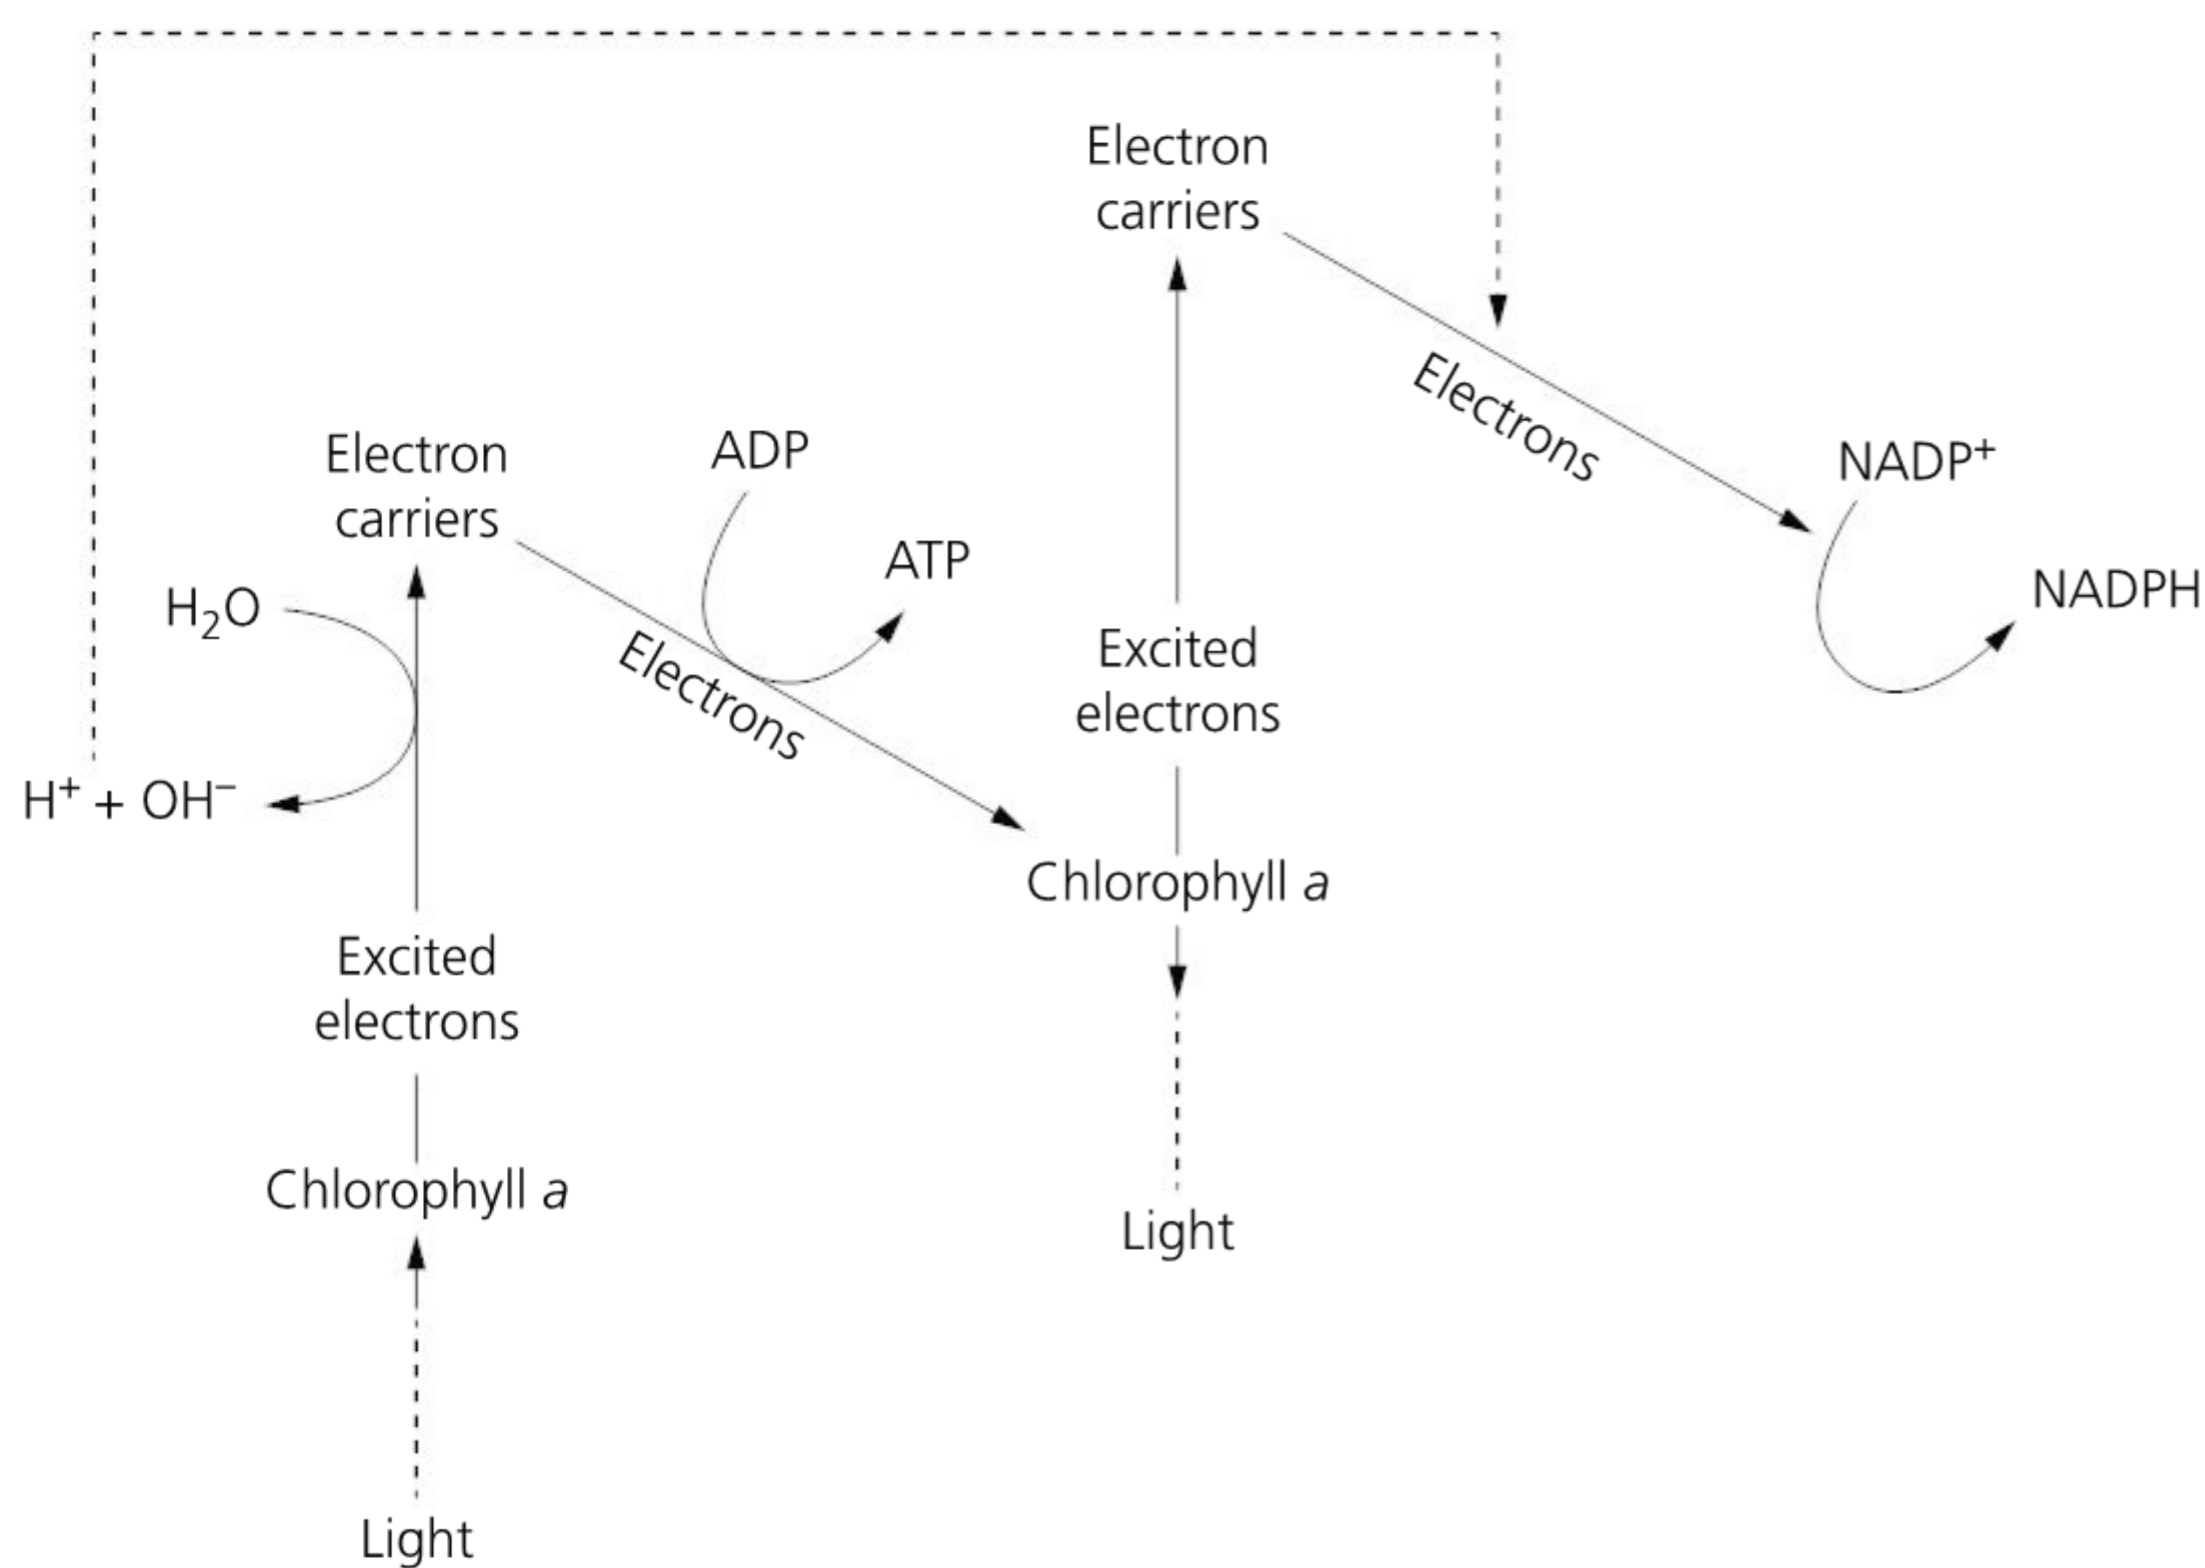 Electron
carriers
Electron
carriers
ADP
NADP⁺
ATP
NADPH
H₂O
Electrons
Excited
electrons
Electrons
H⁺ + OH⁻
Chlorophyll a
Excited
electrons
Chlorophyll a
Light
Light